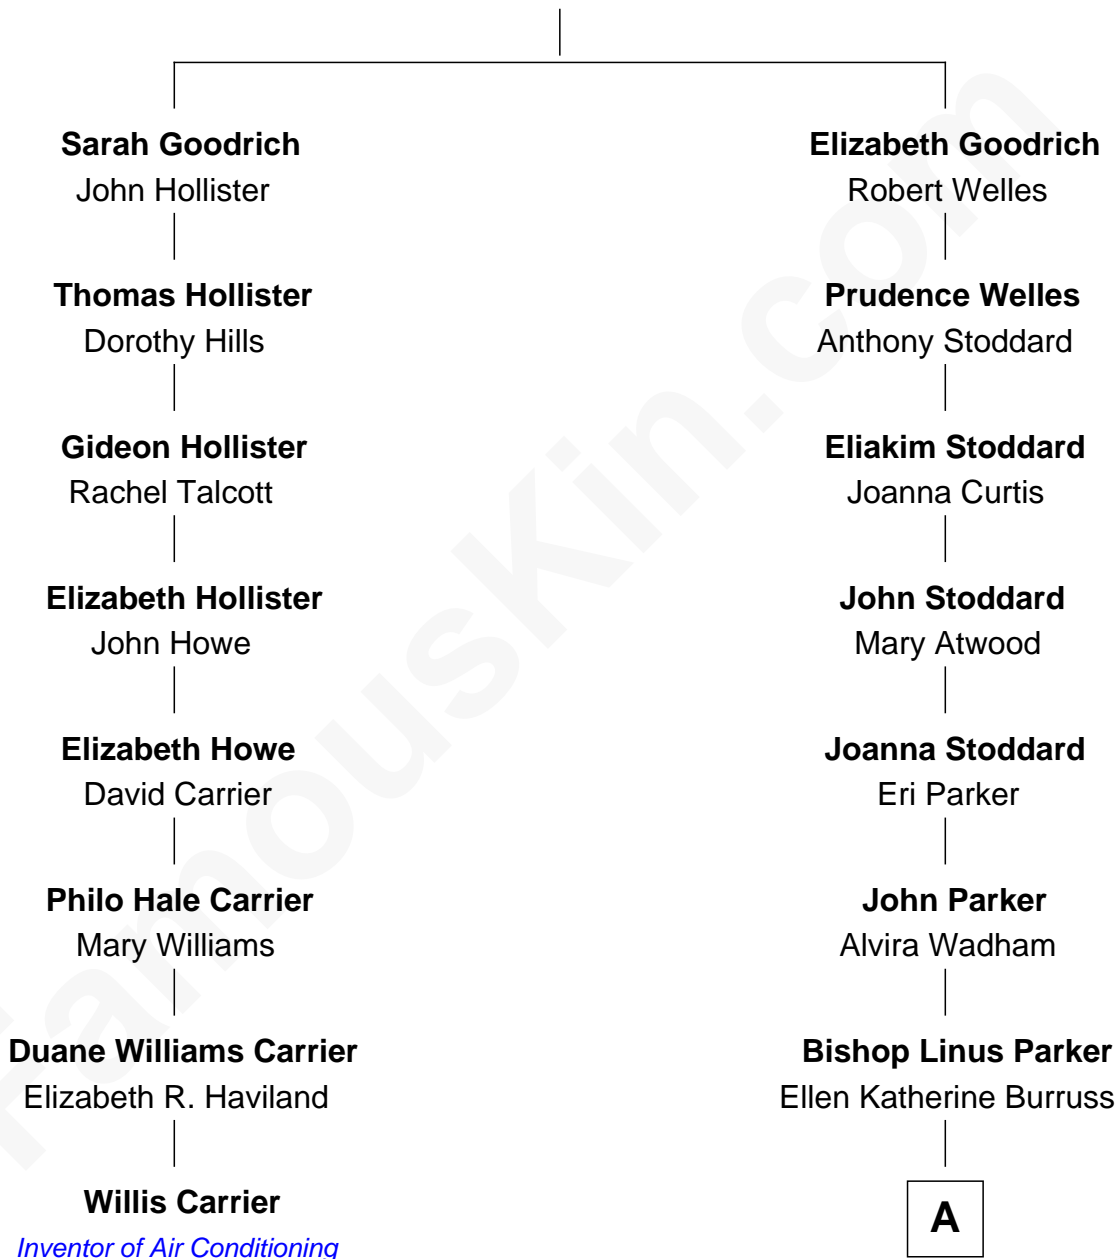 Sarah Goodrich
John Hollister
Thomas Hollister
Dorothy Hills
Gideon Hollister
Rachel Talcott
Elizabeth Hollister
John Howe
Elizabeth Howe
David Carrier
Philo Hale Carrier
Mary Williams
Duane Williams Carrier
Elizabeth R. Haviland
Willis Carrier
Inventor of Air Conditioning
Elizabeth Goodrich
Robert Welles
Prudence Welles
Anthony Stoddard
Eliakim Stoddard
Joanna Curtis
John Stoddard
Mary Atwood
Joanna Stoddard
Eri Parker
John Parker
Alvira Wadham
Bishop Linus Parker
Ellen Katherine Burruss
A
FamousKin.com